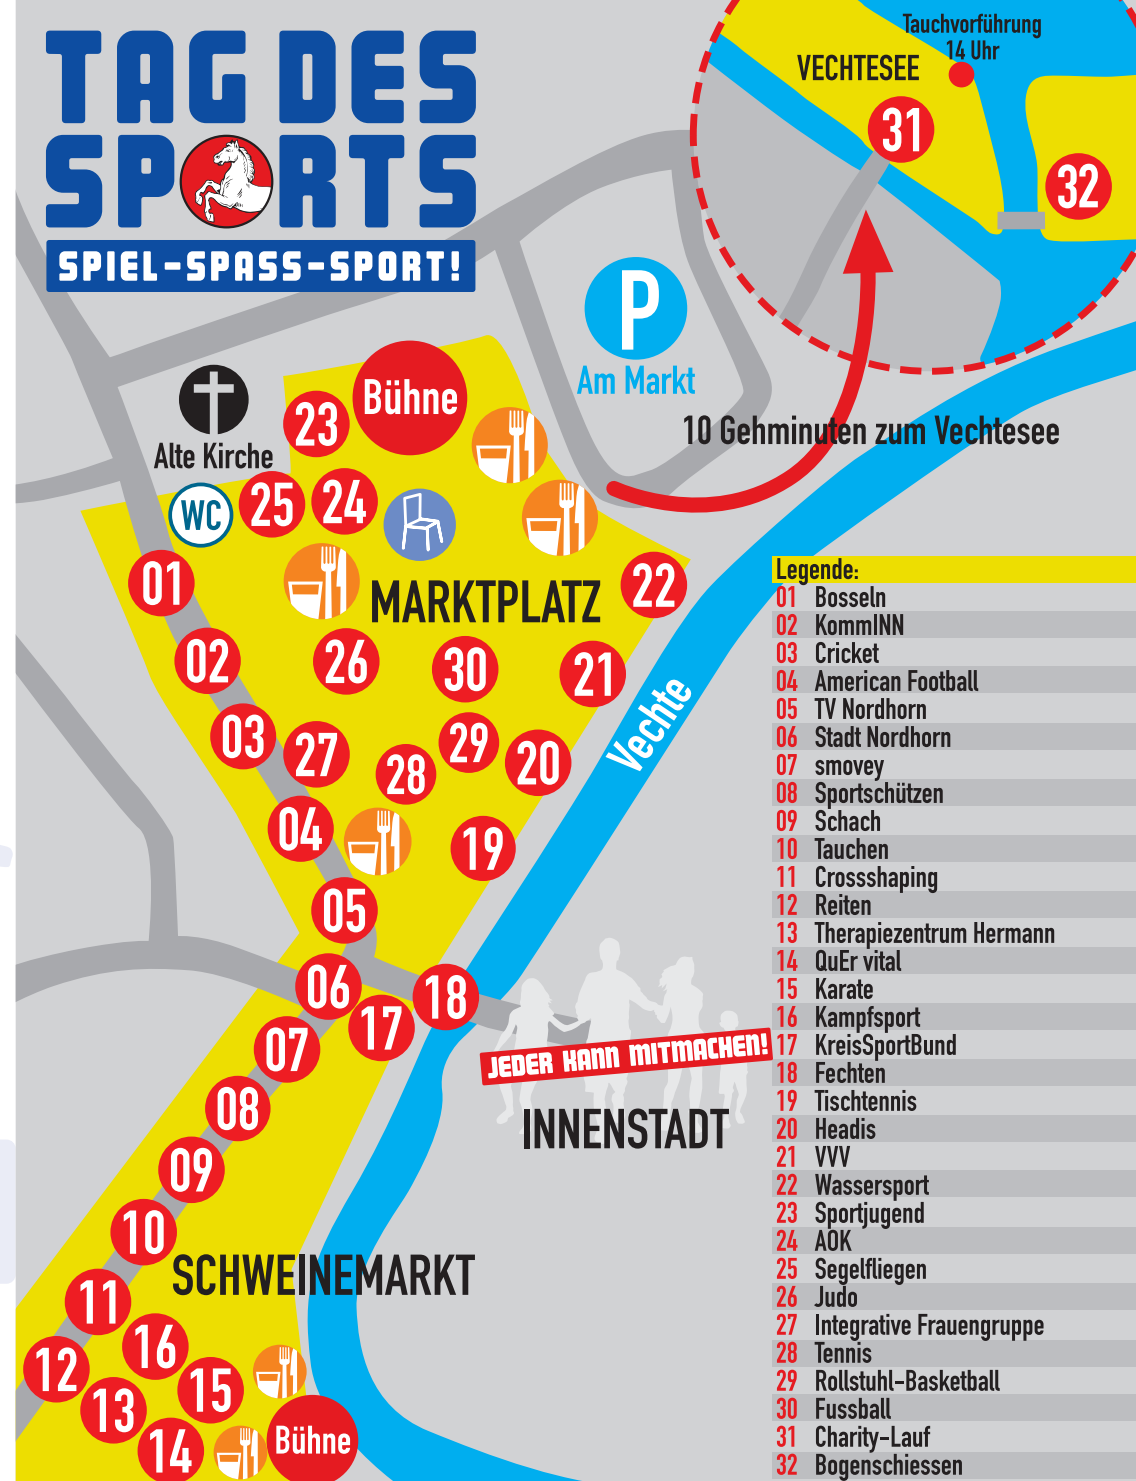 TAG DES
SPORTS
SPIEL-SPASS-SPORT!
Tauchvorführung
14 Uhr
VECHTESEE
31
32
P
Am Markt
10 Gehminuten zum Vechtesee
Bühne
23
Alte Kirche
WC
25
24
01
MARKTPLATZ
22
02
26
30
21
03
27
29
28
20
Vechte
04
19
05
06
18
17
07
JEDER KANN MITMACHEN!
08
INNENSTADT
09
10
SCHWEINEMARKT
11
16
12
15
13
14
Bühne
Legende:
01 Bosseln
02 KommINN
03 Cricket
04 American Football
05 TV Nordhorn
06 Stadt Nordhorn
07 smovey
08 Sportschützen
09 Schach
10 Tauchen
11 Crossshaping
12 Reiten
13 Therapiezentrum Hermann
14 QuEr vital
15 Karate
16 Kampfsport
17 KreisSportBund
18 Fechten
19 Tischtennis
20 Headis
21 VVV
22 Wassersport
23 Sportjugend
24 AOK
25 Segelfliegen
26 Judo
27 Integrative Frauengruppe
28 Tennis
29 Rollstuhl-Basketball
30 Fussball
31 Charity-Lauf
32 Bogenschiessen